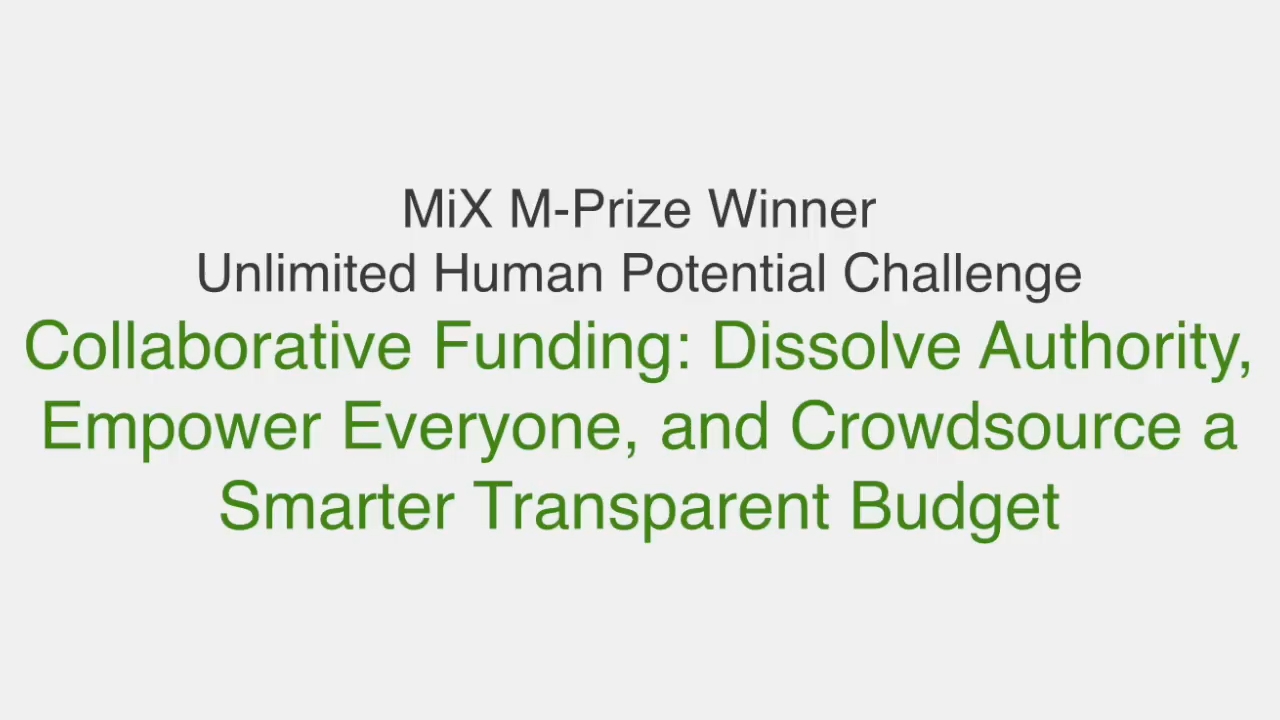 MiX M-Prize Winner
Unlimited Human Potential Challenge
Collaborative Funding: Dissolve Authority,
Empower Everyone, and Crowdsource a
Smarter Transparent Budget